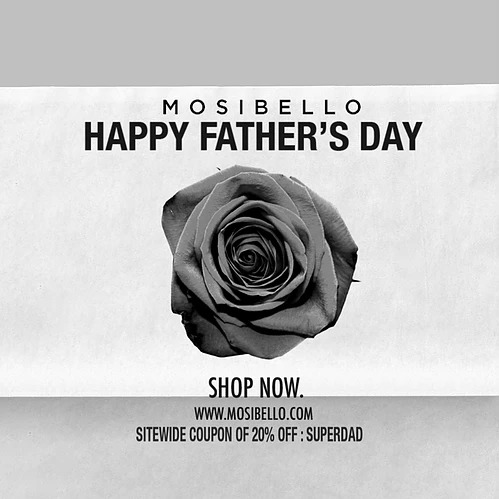 MOSIBELLO
HAPPY FATHER'S DAY
SHOP NOW.
WWW.MOSIBELLO.COM
SITEWIDE COUPON OF 20% OFF : SUPERDAD